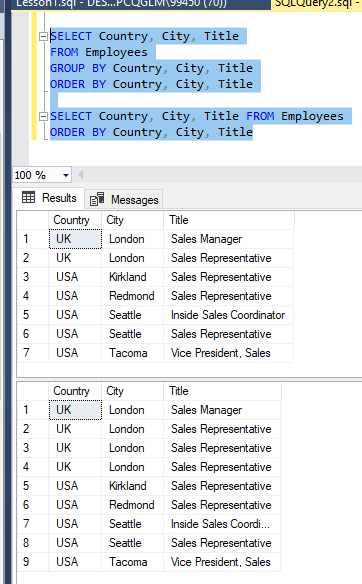 Lesson1.sql - DES...PCQGLM\99450 (70))
SQLQuery2.sql -
SELECT Country, City, Title
FROM Employees
GROUP BY Country, City, Title
ORDER BY Country, City, Title
SELECT Country, City, Title FROM Employees
ORDER BY Country, City, Title
100 %
Results Messages
Country City Title
1 UK London Sales Manager
2 UK London Sales Representative
3 USA Kirkland Sales Representative
4 USA Redmond Sales Representative
5 USA Seattle Inside Sales Coordinator
6 USA Seattle Sales Representative
7 USA Tacoma Vice President, Sales
Country City Title
1 UK London Sales Manager
2 UK London Sales Representative
3 UK London Sales Representative
4 UK London Sales Representative
5 USA Kirkland Sales Representative
6 USA Redmond Sales Representative
7 USA Seattle Inside Sales Coordi...
8 USA Seattle Sales Representative
9 USA Tacoma Vice President, Sales